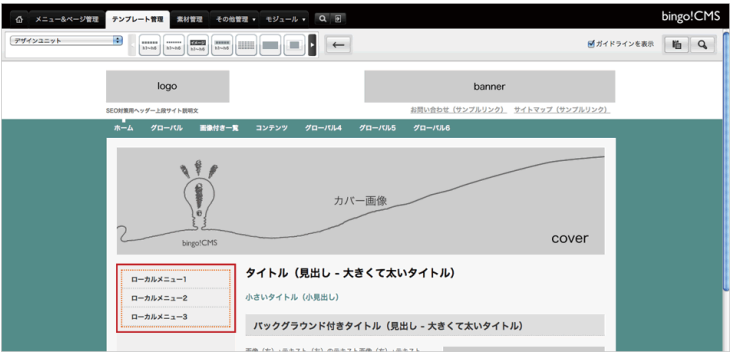 メニュー&ページ管理 テンプレート管理 素材管理 その他管理 ▼ モジュール ▼ bingo!CMS
デザインユニット ガイドラインを表示
logo banner
SEO対策用ヘッダー上段サイト説明文 お問い合わせ（サンプルリンク） サイトマップ（サンプルリンク）
ホーム グローバル 画像付き一覧 コンテンツ グローバル4 グローバル5 グローバル6
カバー画像
bingo!CMS cover
ローカルメニュー1
ローカルメニュー2
ローカルメニュー3
タイトル（見出し - 大きくて太いタイトル）
小さいタイトル（小見出し）
バックグラウンド付きタイトル（見出し - 大きくて太いタイトル）